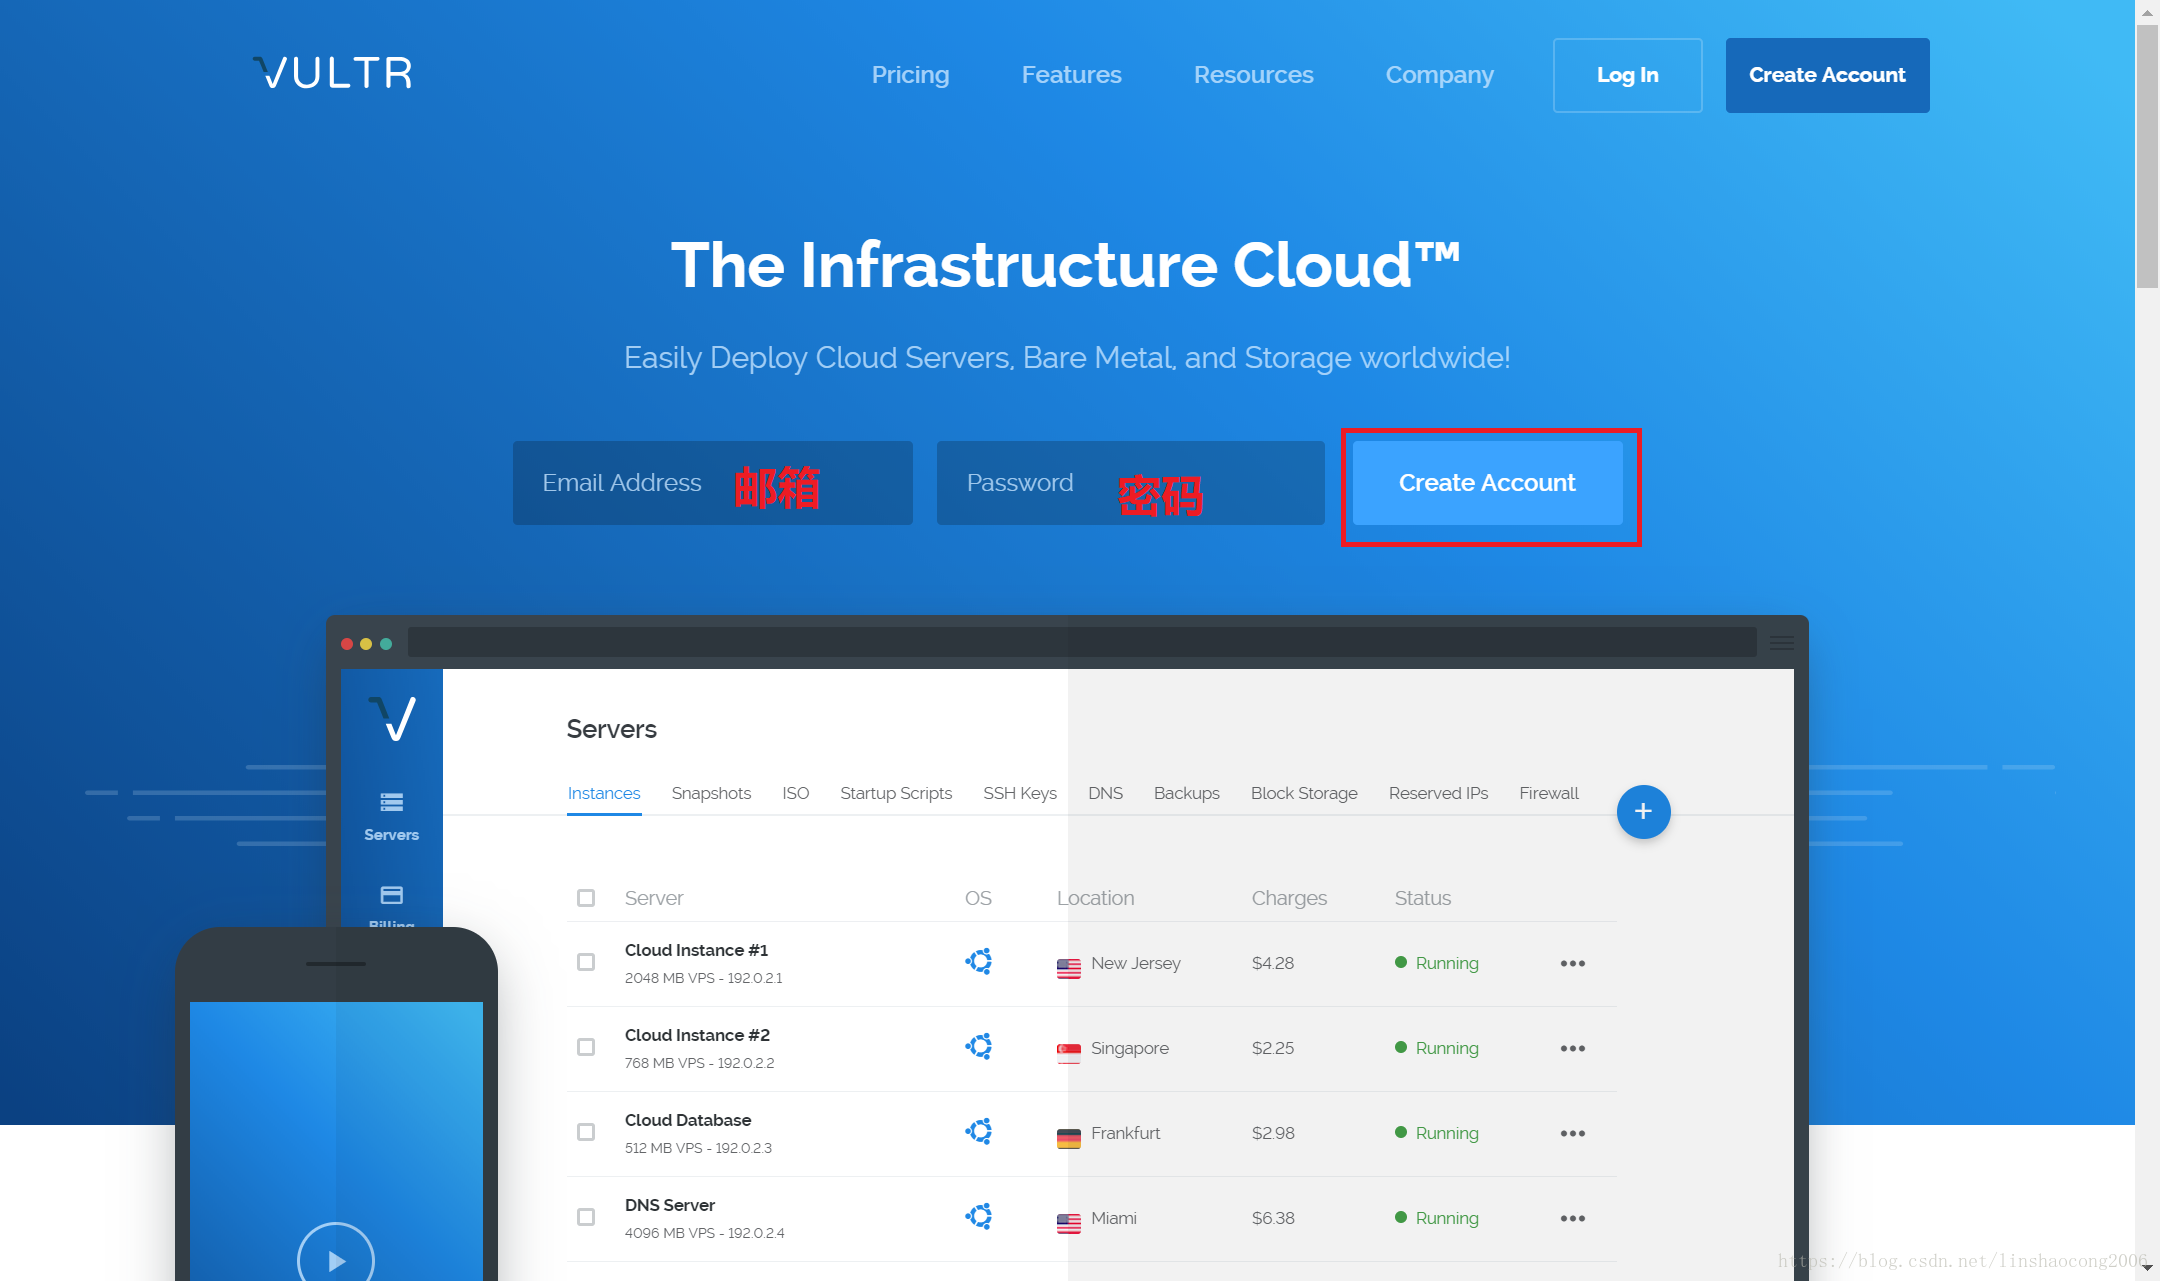 VULTR
Pricing
Features
Resources
Company
Log In
Create Account
The Infrastructure Cloud™
Easily Deploy Cloud Servers, Bare Metal, and Storage worldwide!
Email Address 邮箱
Password 密码
Create Account
Servers
Billing
Servers
Instances Snapshots ISO Startup Scripts SSH Keys DNS Backups Block Storage Reserved IPs Firewall
+
Server OS Location Charges Status
Cloud Instance #1
2048 MB VPS - 192.0.2.1
New Jersey $4.28 Running
Cloud Instance #2
768 MB VPS - 192.0.2.2
Singapore $2.25 Running
Cloud Database
512 MB VPS - 192.0.2.3
Frankfurt $2.98 Running
DNS Server
4096 MB VPS - 192.0.2.4
Miami $6.38 Running
https://blog.csdn.net/linshaocong2006